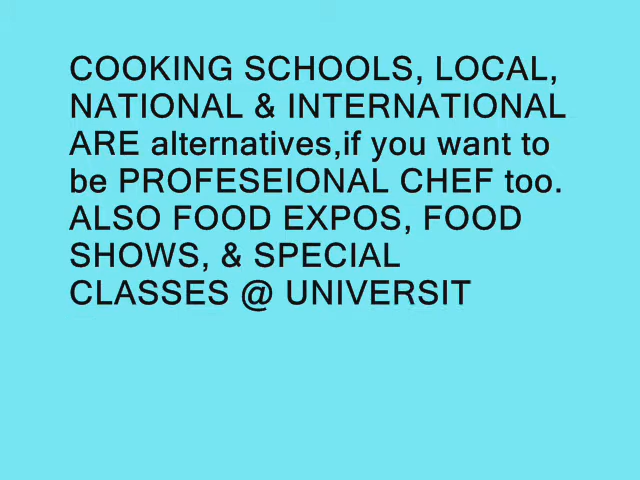 COOKING SCHOOLS, LOCAL,
NATIONAL & INTERNATIONAL
ARE alternatives,if you want to
be PROFESEIONAL CHEF too.
ALSO FOOD EXPOS, FOOD
SHOWS, & SPECIAL
CLASSES @ UNIVERSIT